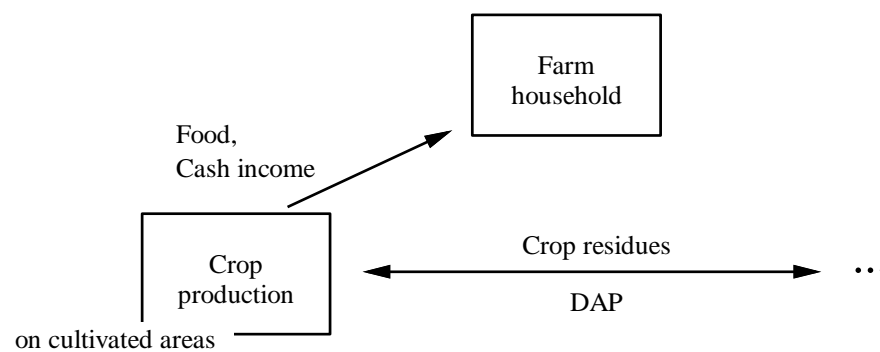 Farm
household
Food,
Cash income
Crop residues
Crop
production
DAP
on cultivated areas